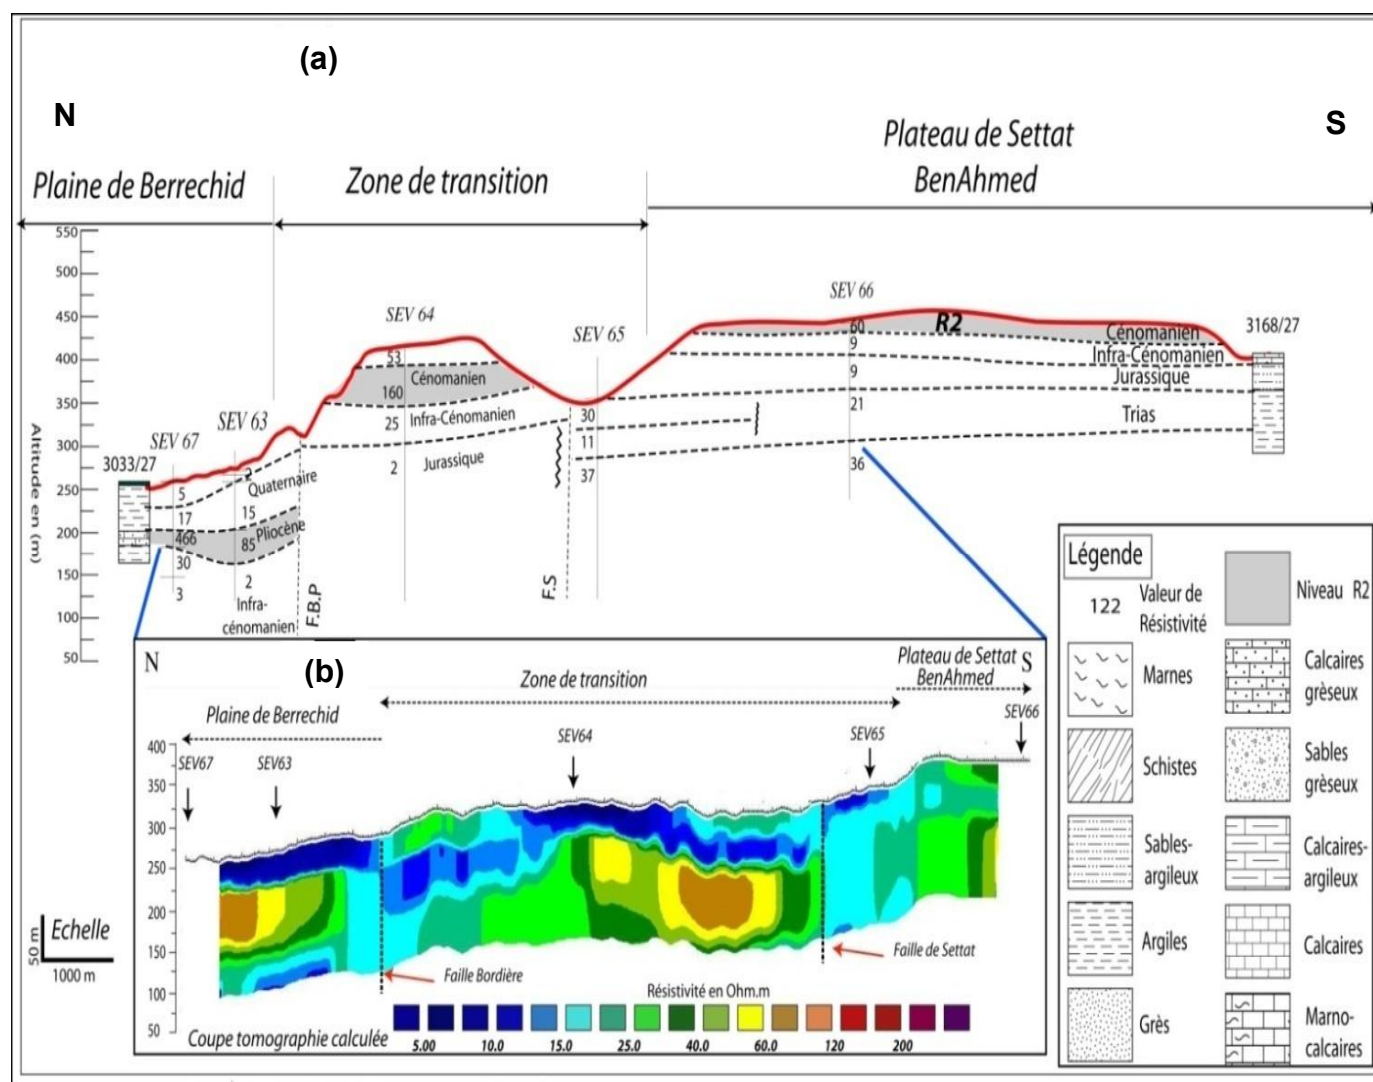 (a)
N
S
Plaine de Berrechid
Zone de transition
Plateau de Settat
BenAhmed
Altitude en (m)
550
500
450
400
350
300
250
200
150
100
50
3033/27
SEV 67
SEV 63
SEV 64
SEV 65
SEV 66
3168/27
5
17
466
30
3
2
15
85
2
Quaternaire
Pliocène
Infra-
cénomanien
F.B.P
53
160
25
2
Cénomanien
Infra-Cénomanien
Jurassique
F.S
30
11
37
60
9
9
21
36
R2
Cénomanien
Infra-Cénomanien
Jurassique
Trias
Légende
122
Valeur de
Résistivité
Niveau R2
Marnes
Calcaires
grèseux
Schistes
Sables
grèseux
Sables-
argileux
Calcaires-
argileux
Argiles
Calcaires
Grès
Marno-
calcaires
Echelle
50 m
1000 m
(b)
N
S
Plaine de Berrechid
Zone de transition
Plateau de Settat
BenAhmed
SEV67
SEV63
SEV64
SEV65
SEV66
400
350
300
250
200
150
100
50
Faille Bordière
Faille de Settat
Résistivité en Ohm.m
Coupe tomographie calculée
5.00 10.0 15.0 25.0 40.0 60.0 120 200